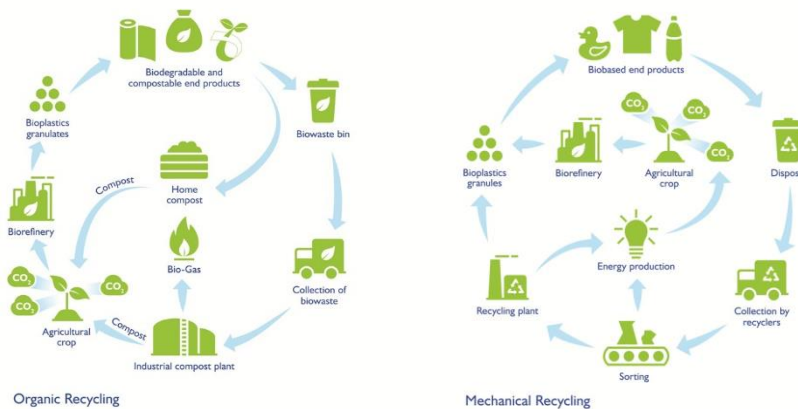 Biodegradable and
compostable end products
Bioplastics
granulates
Biowaste bin
Compost
Home
compost
Biorefinery
Bio-Gas
Collection of
biowaste
CO2
CO2
CO2
Agricultural
crop
Compost
Industrial compost plant
Organic Recycling
Biobased end products
CO2
CO2
CO2
Bioplastics
granules
Biorefinery
Agricultural
crop
Dispos
Energy production
Recycling plant
Collection by
recyclers
Sorting
Mechanical Recycling